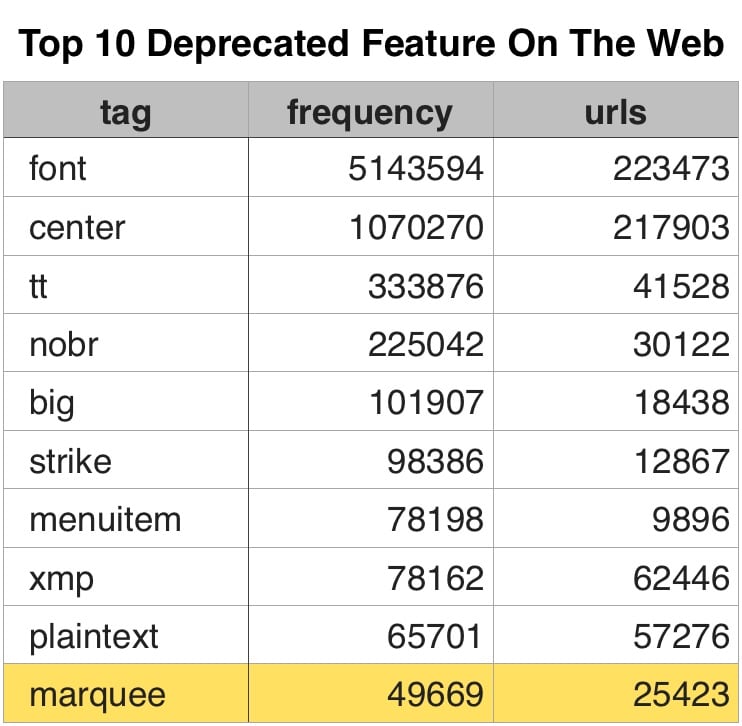 Top 10 Deprecated Feature On The Web
tag frequency urls
font 5143594 223473
center 1070270 217903
tt 333876 41528
nobr 225042 30122
big 101907 18438
strike 98386 12867
menuitem 78198 9896
xmp 78162 62446
plaintext 65701 57276
marquee 49669 25423